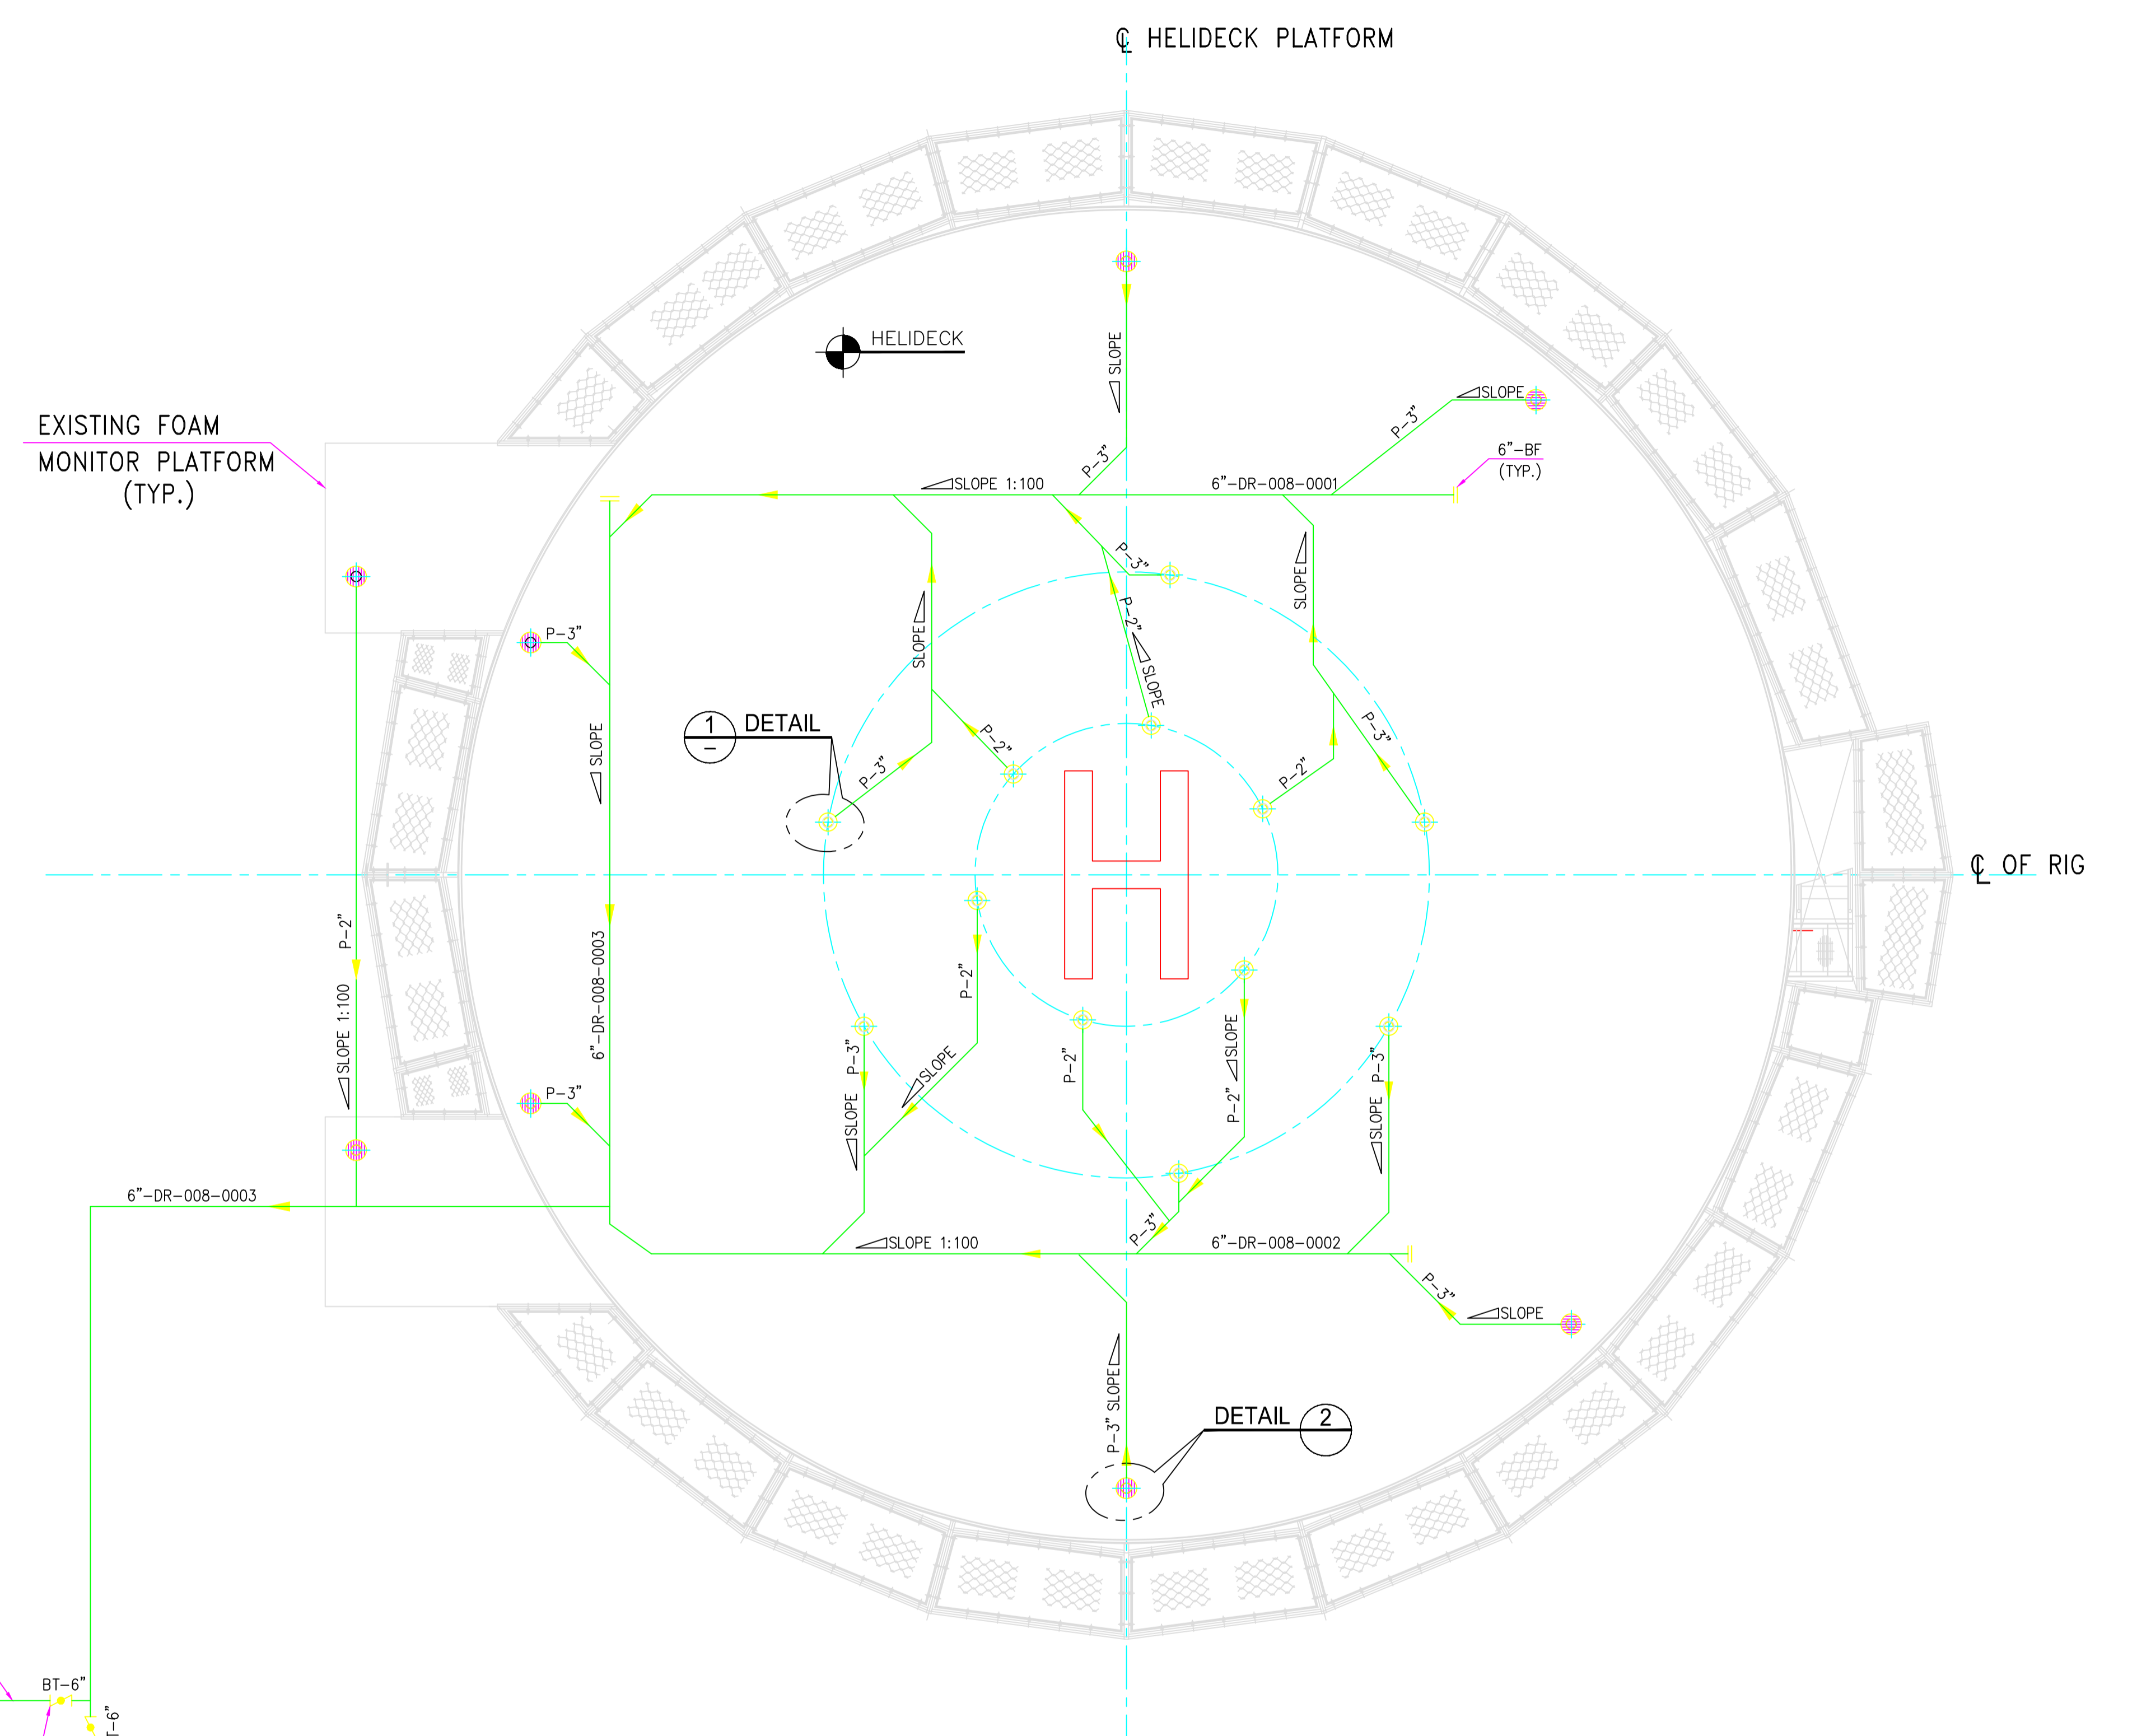 ℄ HELIDECK PLATFORM
HELIDECK
SLOPE
SLOPE
P-3"
6"-BF
(TYP.)
EXISTING FOAM
MONITOR PLATFORM
(TYP.)
P-3"
SLOPE 1:100
6"-DR-008-0001
P-3"
SLOPE
SLOPE
P-2"
SLOPE
P-3"
P-3"
1
–
DETAIL
P-2"
P-3"
P-2"
SLOPE
H
℄ OF RIG
P-2"
SLOPE 1:100
6"-DR-008-0003
P-2"
SLOPE
P-3"
SLOPE
P-2"
P-2"
SLOPE
P-3"
SLOPE
P-3"
6"-DR-008-0003
P-3"
SLOPE 1:100
6"-DR-008-0002
P-3"
SLOPE
P-3" SLOPE
DETAIL
2
BT-6"
T-6"